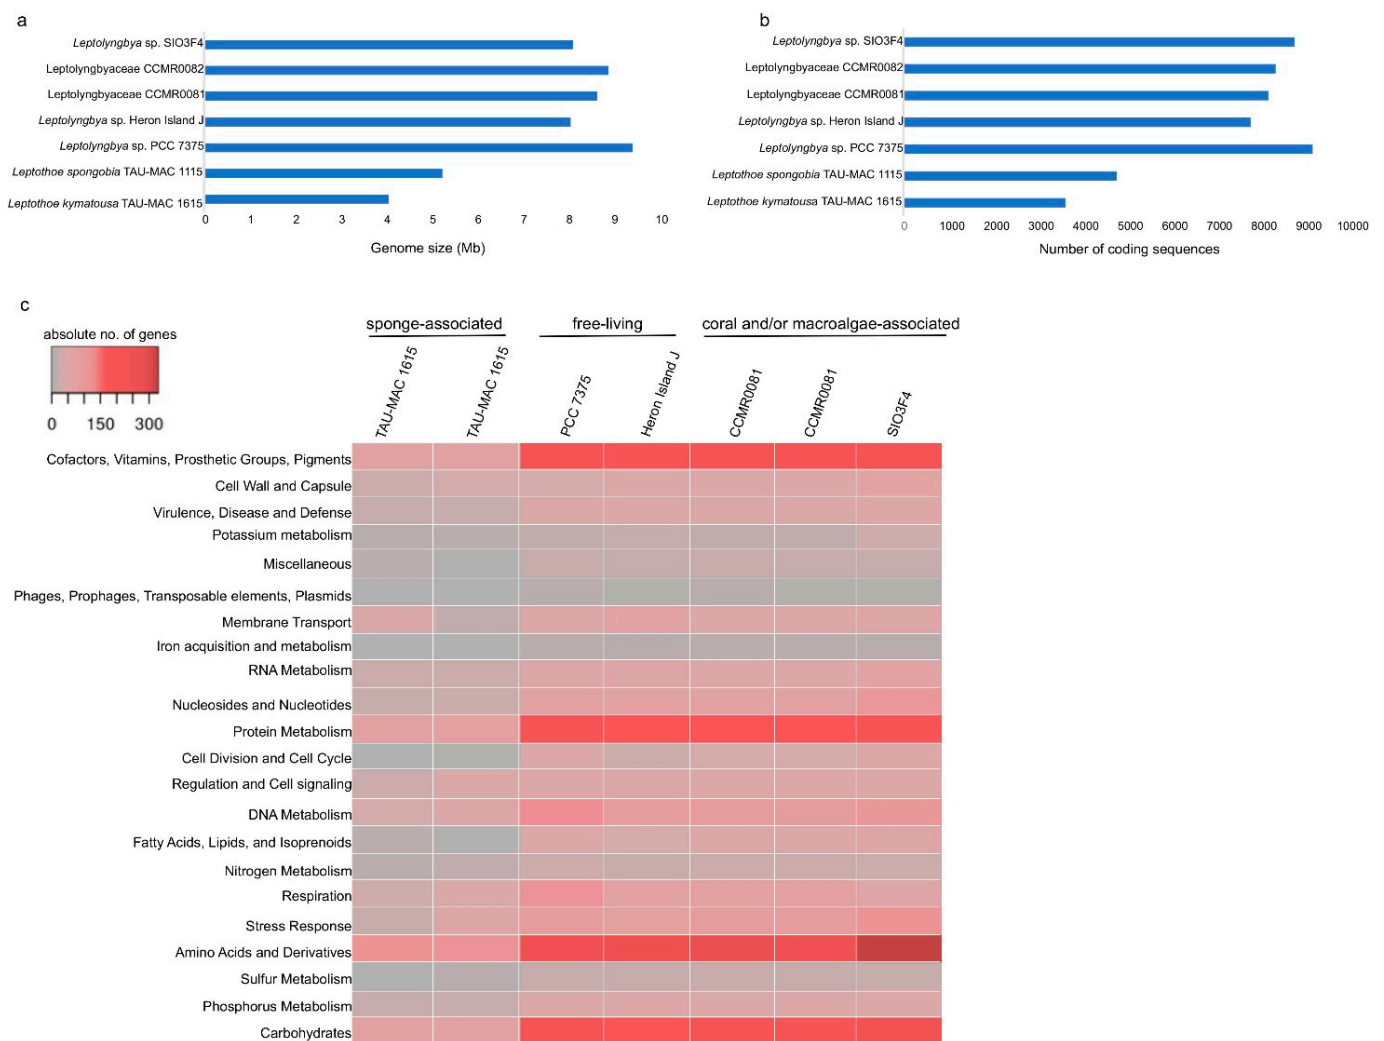 a
Leptolyngbya sp. SIO3F4
Leptolyngbyaceae CCMR0082
Leptolyngbyaceae CCMR0081
Leptolyngbya sp. Heron Island J
Leptolyngbya sp. PCC 7375
Leptothoe spongobia TAU-MAC 1115
Leptothoe kymatousa TAU-MAC 1615
0 1 2 3 4 5 6 7 8 9 10
Genome size (Mb)
b
Leptolyngbya sp. SIO3F4
Leptolyngbyaceae CCMR0082
Leptolyngbyaceae CCMR0081
Leptolyngbya sp. Heron Island J
Leptolyngbya sp. PCC 7375
Leptothoe spongobia TAU-MAC 1115
Leptothoe kymatousa TAU-MAC 1615
0 1000 2000 3000 4000 5000 6000 7000 8000 9000 10000
Number of coding sequences
c
absolute no. of genes
0 150 300
sponge-associated free-living coral and/or macroalgae-associated
TAU-MAC 1615
TAU-MAC 1615
PCC 7375
Heron Island J
CCMR0081
CCMR0081
SIO3F4
Cofactors, Vitamins, Prosthetic Groups, Pigments
Cell Wall and Capsule
Virulence, Disease and Defense
Potassium metabolism
Miscellaneous
Phages, Prophages, Transposable elements, Plasmids
Membrane Transport
Iron acquisition and metabolism
RNA Metabolism
Nucleosides and Nucleotides
Protein Metabolism
Cell Division and Cell Cycle
Regulation and Cell signaling
DNA Metabolism
Fatty Acids, Lipids, and Isoprenoids
Nitrogen Metabolism
Respiration
Stress Response
Amino Acids and Derivatives
Sulfur Metabolism
Phosphorus Metabolism
Carbohydrates